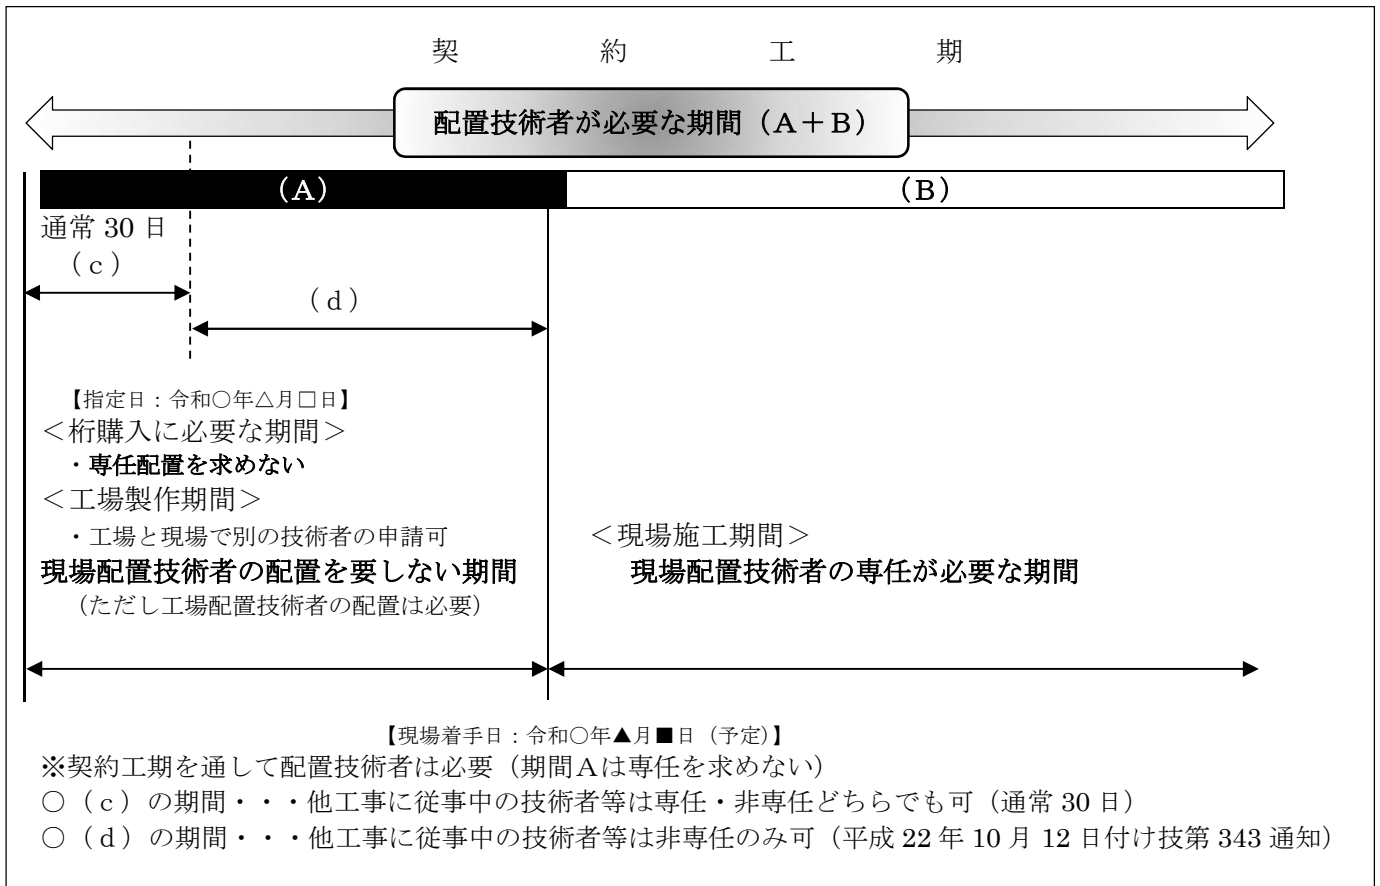 契約工期
配置技術者が必要な期間（A＋B）
（A）
（B）
通常 30 日
（ｃ）
（ｄ）
【指定日：令和○年△月□日】
＜桁購入に必要な期間＞
・専任配置を求めない
＜工場製作期間＞
・工場と現場で別の技術者の申請可
＜現場施工期間＞
現場配置技術者の配置を要しない期間
現場配置技術者の専任が必要な期間
（ただし工場配置技術者の配置は必要）
【現場着手日：令和○年▲月■日（予定）】
※契約工期を通して配置技術者は必要（期間Ａは専任を求めない）
○（ｃ）の期間・・・他工事に従事中の技術者等は専任・非専任どちらでも可（通常 30 日）
○（ｄ）の期間・・・他工事に従事中の技術者等は非専任のみ可（平成 22 年 10 月 12 日付け技第 343 通知）